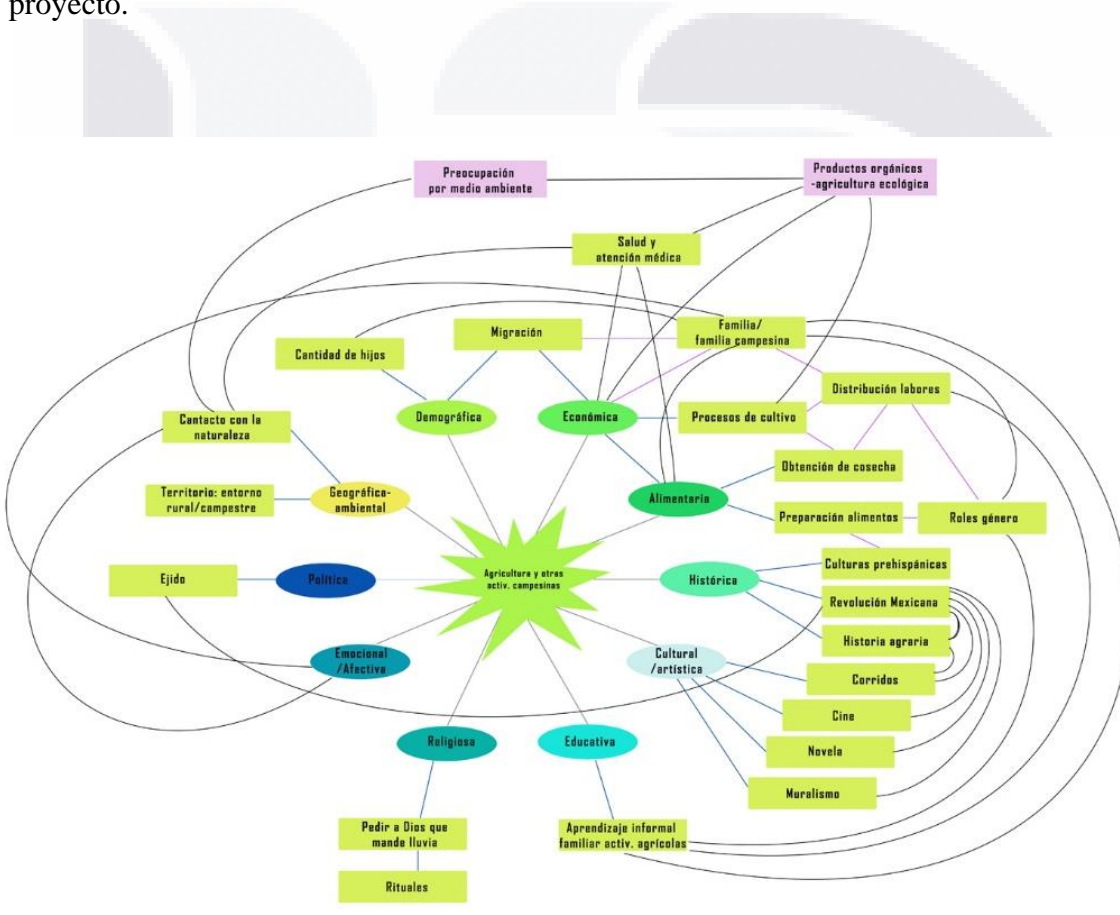 proyecto.
Preocupación
por medio ambiente
Productos orgánicos
-agricultura ecológica
Salud y
atención médica
Migración
Familia/
familia campesina
Cantidad de hijos
Distribución labores
Demográfica
Económica
Procesos de cultivo
Cantacto con la
naturaleza
Obtención de cosecha
Territorio: entorno
rural/campestre
Geográfica-
ambiental
Alimentaria
Preparación alimentos
Roles género
Culturas prehispánicas
Ejido
Política
Agricultura y otras
activ. campesinas
Histórica
Revolución Mexicana
Historia agraria
Emocional
/Afectiva
Cultural
/artística
Corridos
Cine
Religiosa
Educativa
Novela
Muralismo
Pedir a Dios que
mande lluvia
Aprendizaje informal
familiar activ. agrícolas
Rituales